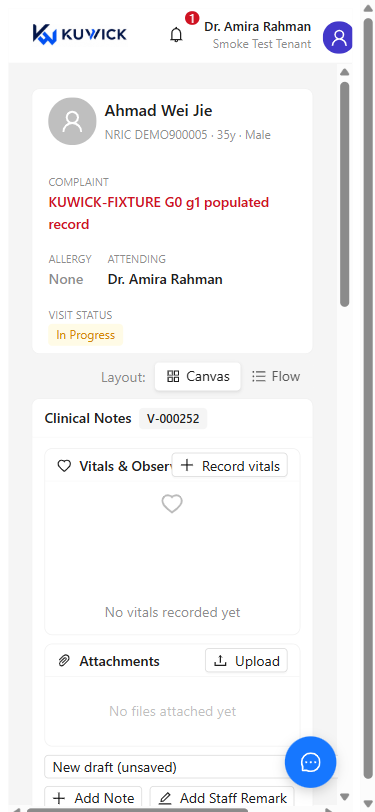 KUWICK
1
Dr. Amira Rahman
Smoke Test Tenant
Ahmad Wei Jie
NRIC DEMO900005 · 35y · Male
COMPLAINT
KUWICK-FIXTURE G0 g1 populated
record
ALLERGY ATTENDING
None Dr. Amira Rahman
VISIT STATUS
In Progress
Layout: Canvas Flow
Clinical Notes V-000252
Vitals & Obser Record vitals
No vitals recorded yet
Attachments Upload
No files attached yet
New draft (unsaved)
Add Note Add Staff Remark